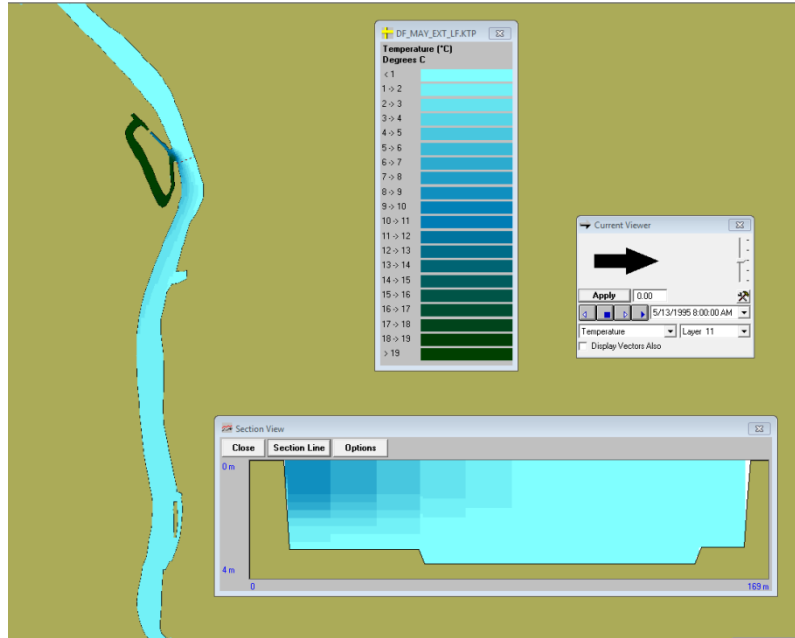 DF_MAY_EXT_LF.KTP
Temperature (°C)
Degrees C
< 1
1 -> 2
2 -> 3
3 -> 4
4 -> 5
5 -> 6
6 -> 7
7 -> 8
8 -> 9
9 -> 10
10 -> 11
11 -> 12
12 -> 13
13 -> 14
14 -> 15
15 -> 16
16 -> 17
17 -> 18
18 -> 19
> 19
Current Viewer
Apply 0.00
5/13/1995 8:00:00 AM
Temperature Layer 11
Display Vectors Also
Section View
Close Section Line Options
0 m
4 m
0 169 m